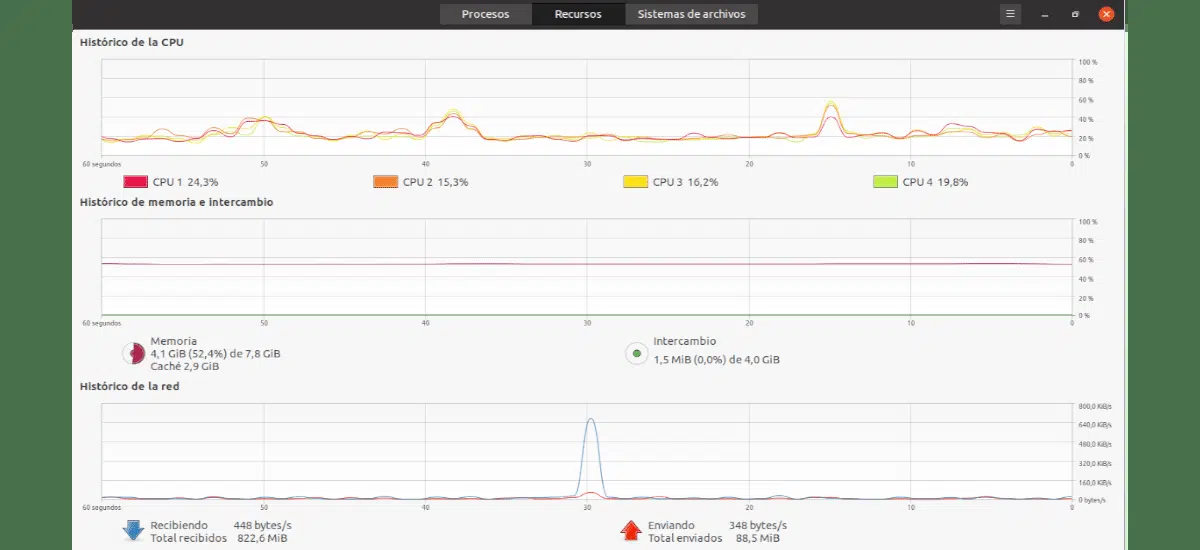 Procesos Recursos Sistemas de archivos
Histórico de la CPU
100 %
80 %
60 %
40 %
20 %
0 %
60 segundos 50 40 30 20 10 0
CPU 1 24,3% CPU 2 15,3% CPU 3 16,2% CPU 4 19,8%
Histórico de memoria e intercambio
100 %
80 %
60 %
40 %
20 %
0 %
60 segundos 50 40 30 20 10 0
Memoria
4,1 GiB (52,4%) de 7,8 GiB
Caché 2,9 GiB
Intercambio
1,5 MiB (0,0%) de 4,0 GiB
Histórico de la red
800,0 KiB/s
640,0 KiB/s
480,0 KiB/s
320,0 KiB/s
160,0 KiB/s
0 bytes/s
60 segundos 50 40 30 20 10 0
Recibiendo 448 bytes/s
Total recibidos 822,6 MiB
Enviando 348 bytes/s
Total enviados 88,5 MiB